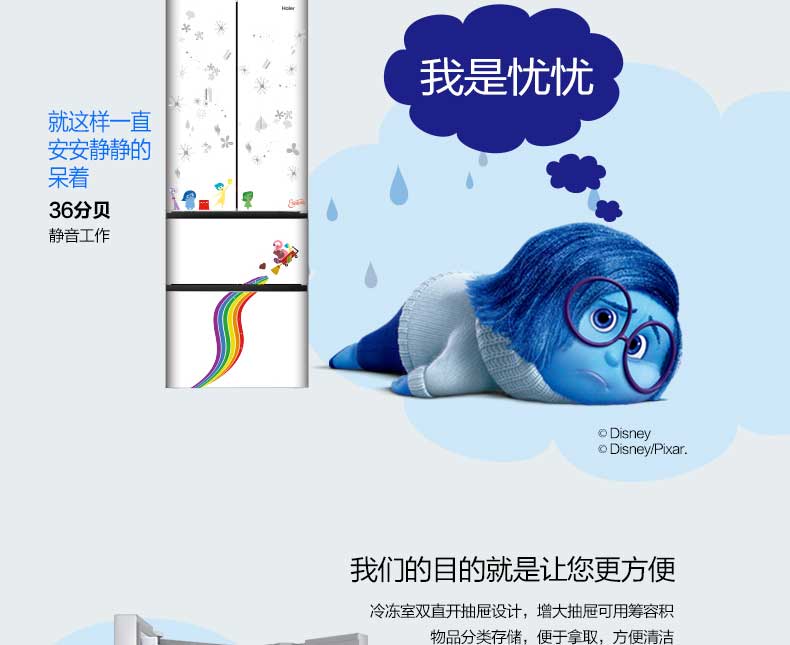 Haier
我是忧忧
就这样一直
安安静静的
呆着
36分贝
静音工作
© Disney
© Disney/Pixar.
我们的目的就是让您更方便
冷冻室双直开抽屉设计，增大抽屉可用筹容积
物品分类存储，便于拿取，方便清洁